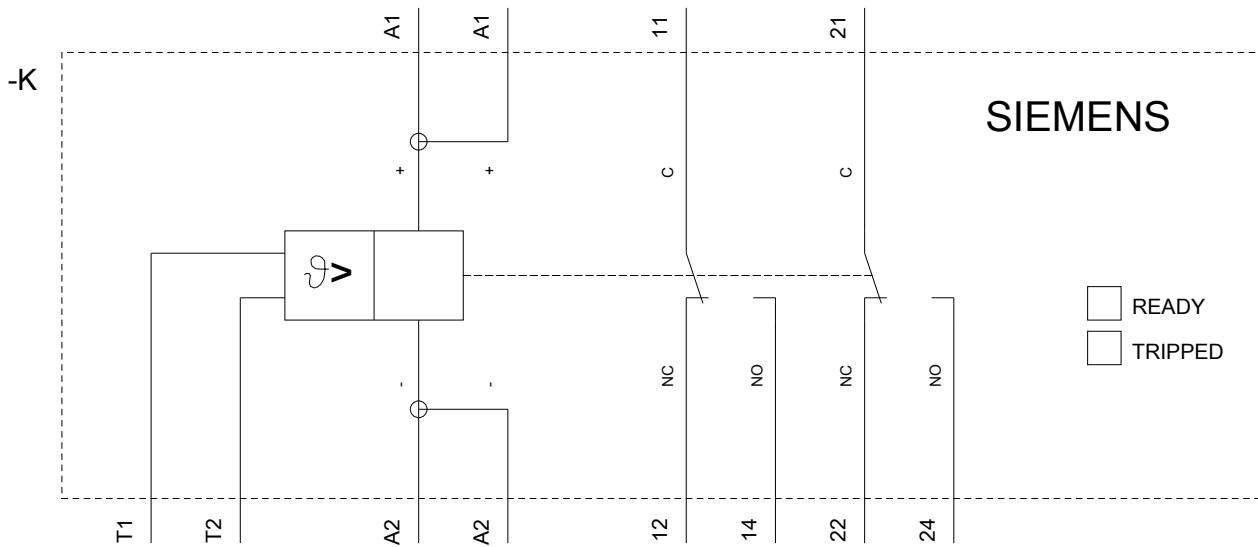 A1 A1 11 21
-K
SIEMENS
+ + C C
ϑ>
READY
TRIPPED
- - NC NO NC NO
T1 T2 A2 A2 12 14 22 24